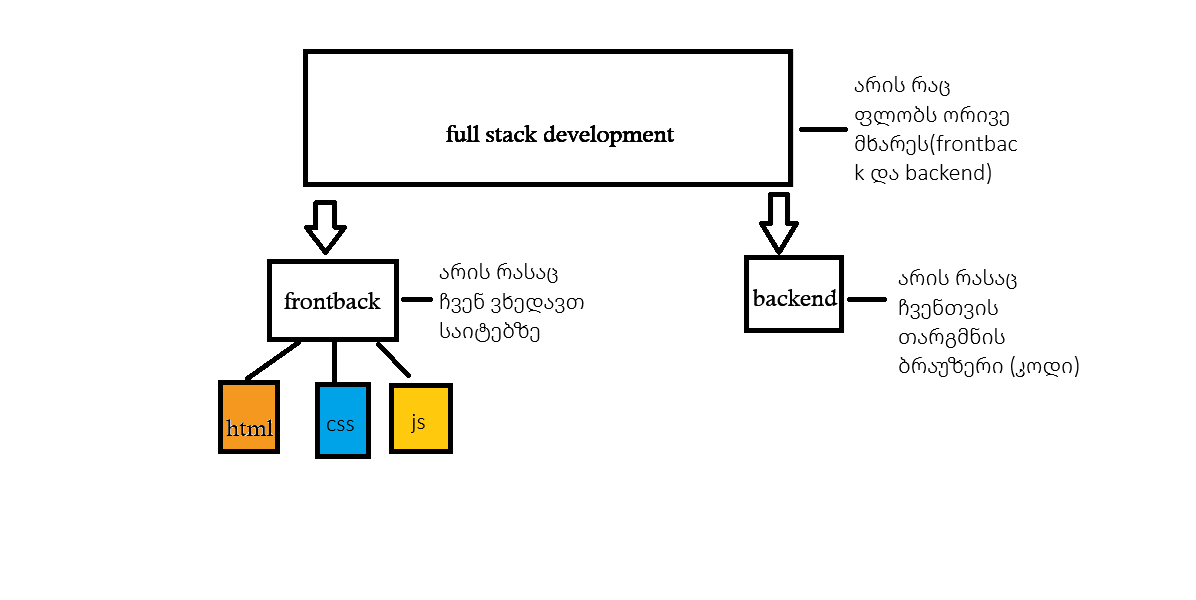 full stack development
არის რაც
ფლობს ორივე
მხარეს(frontbac
k და backend)
frontback
არის რასაც
ჩვენ ვხედავთ
საიტებზე
backend
არის რასაც
ჩვენთვის
თარგმნის
ბრაუზერი (კოდი)
html
css
js